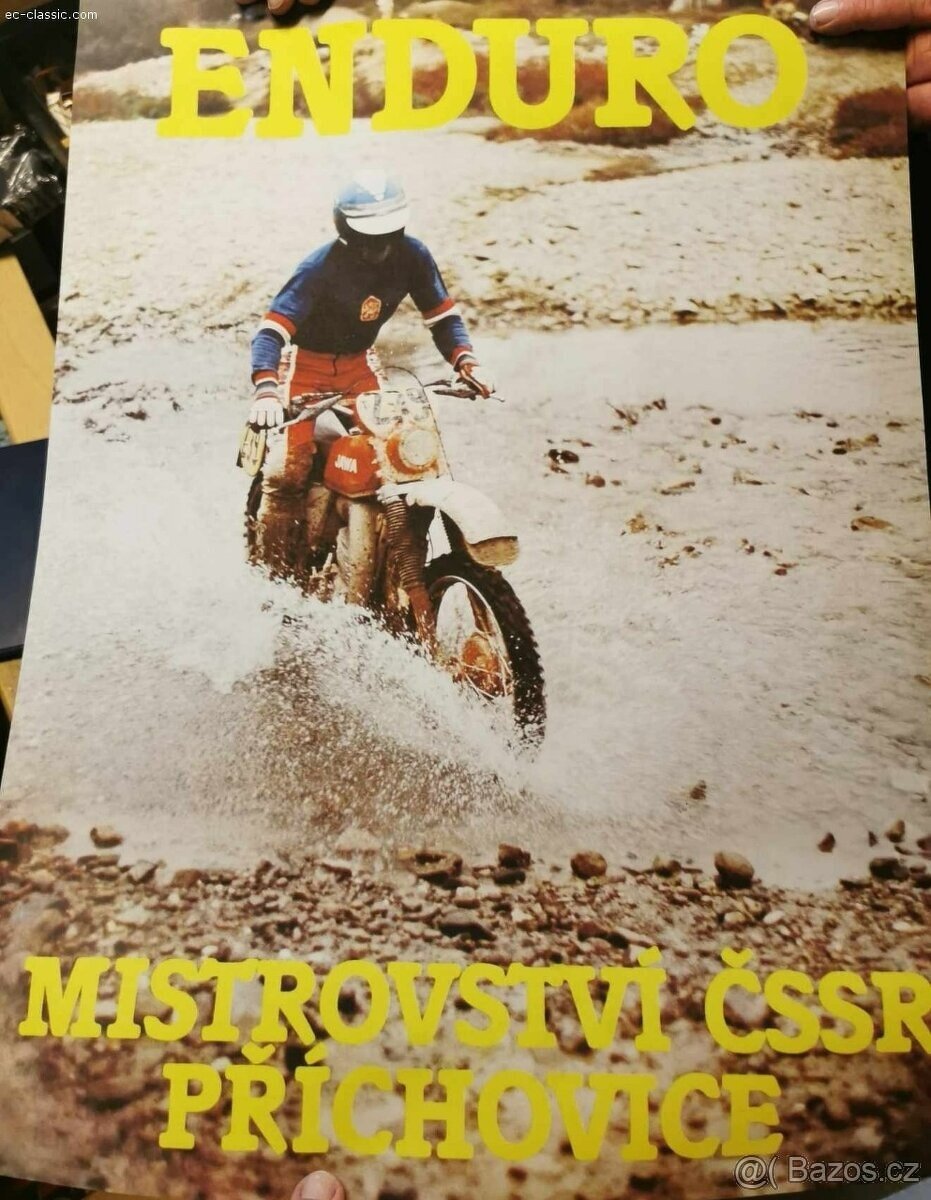 ec-classic.com
ENDURO
JAWA
MISTROVSTVÍ ČSSR
PŘÍCHOVICE
@( Bazos.cz